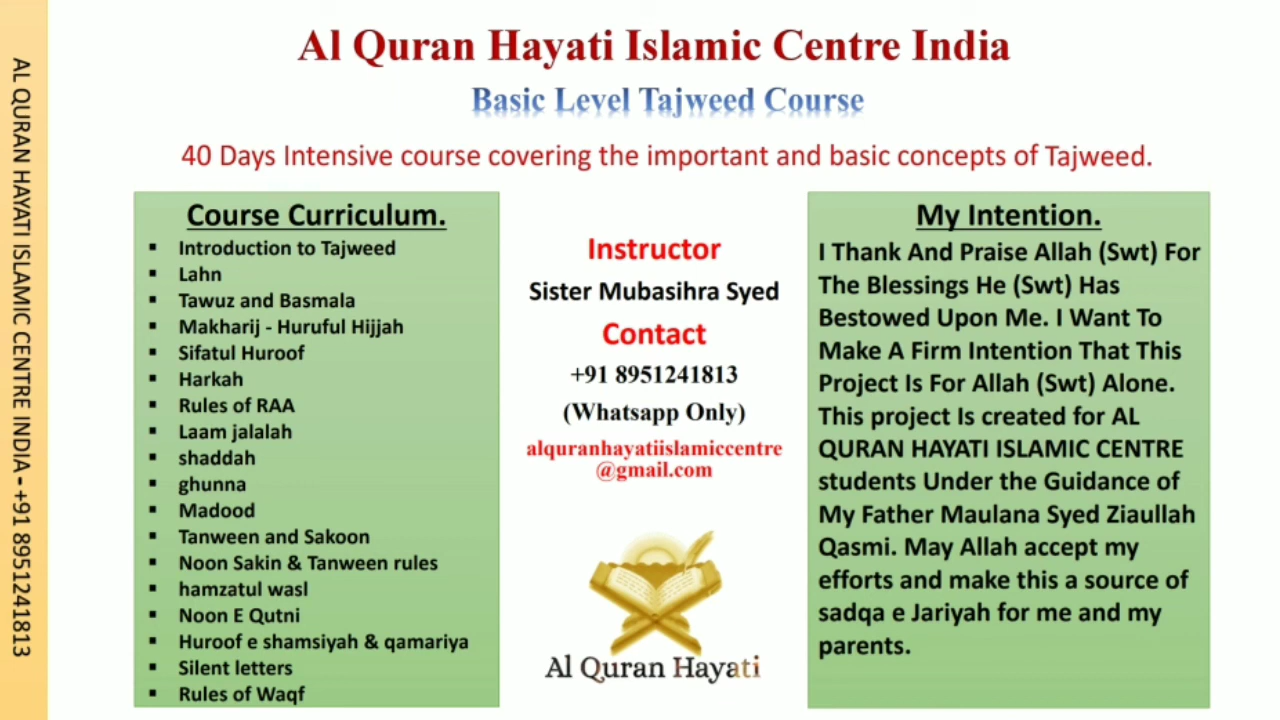 AL QURAN HAYATI ISLAMIC CENTRE INDIA - +91 8951241813
Al Quran Hayati Islamic Centre India
Basic Level Tajweed Course
40 Days Intensive course covering the important and basic concepts of Tajweed.
Course Curriculum.
▪ Introduction to Tajweed
▪ Lahn
▪ Tawuz and Basmala
▪ Makharij - Huruful Hijjah
▪ Sifatul Huroof
▪ Harkah
▪ Rules of RAA
▪ Laam jalalah
▪ shaddah
▪ ghunna
▪ Madood
▪ Tanween and Sakoon
▪ Noon Sakin & Tanween rules
▪ hamzatul wasl
▪ Noon E Qutni
▪ Huroof e shamsiyah & qamariya
▪ Silent letters
▪ Rules of Waqf
Instructor
Sister Mubasihra Syed
Contact
+91 8951241813
(Whatsapp Only)
alquranhayatiislamiccentre
@gmail.com
Al Quran Hayati
My Intention.
I Thank And Praise Allah (Swt) For
The Blessings He (Swt) Has
Bestowed Upon Me. I Want To
Make A Firm Intention That This
Project Is For Allah (Swt) Alone.
This project Is created for AL
QURAN HAYATI ISLAMIC CENTRE
students Under the Guidance of
My Father Maulana Syed Ziaullah
Qasmi. May Allah accept my
efforts and make this a source of
sadqa e Jariyah for me and my
parents.